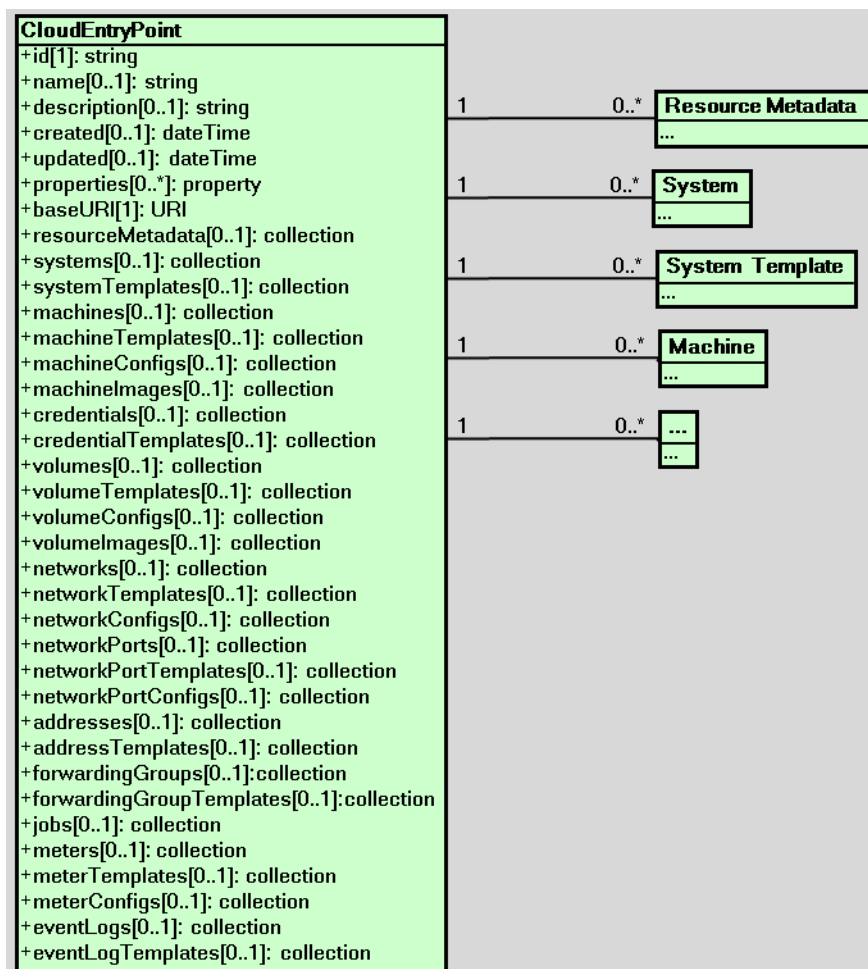 CloudEntryPoint
+id[1]: string
+name[0..1]: string
+description[0..1]: string
+created[0..1]: dateTime
+updated[0..1]: dateTime
+properties[0..*]: property
+baseURI[1]: URI
+resourceMetadata[0..1]: collection
+systems[0..1]: collection
+systemTemplates[0..1]: collection
+machines[0..1]: collection
+machineTemplates[0..1]: collection
+machineConfigs[0..1]: collection
+machineImages[0..1]: collection
+credentials[0..1]: collection
+credentialTemplates[0..1]: collection
+volumes[0..1]: collection
+volumeTemplates[0..1]: collection
+volumeConfigs[0..1]: collection
+volumeImages[0..1]: collection
+networks[0..1]: collection
+networkTemplates[0..1]: collection
+networkConfigs[0..1]: collection
+networkPorts[0..1]: collection
+networkPortTemplates[0..1]: collection
+networkPortConfigs[0..1]: collection
+addresses[0..1]: collection
+addressTemplates[0..1]: collection
+forwardingGroups[0..1]:collection
+forwardingGroupTemplates[0..1]:collection
+jobs[0..1]: collection
+meters[0..1]: collection
+meterTemplates[0..1]: collection
+meterConfigs[0..1]: collection
+eventLogs[0..1]: collection
+eventLogTemplates[0..1]: collection
1 0..* Resource Metadata
...
1 0..* System
...
1 0..* System Template
...
1 0..* Machine
...
1 0..* ...
...